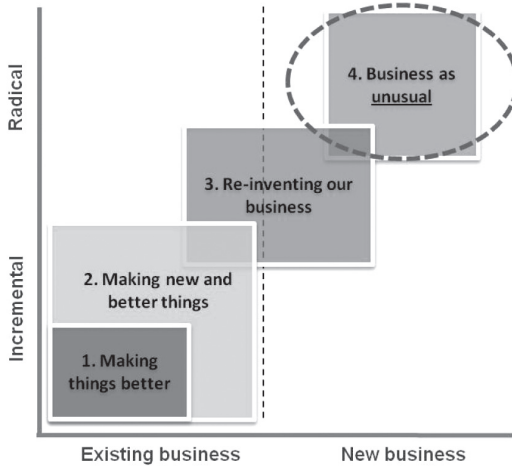 Radical
4. Business as
unusual
3. Re-inventing our
business
Incremental
2. Making new and
better things
1. Making
things better
Existing business
New business